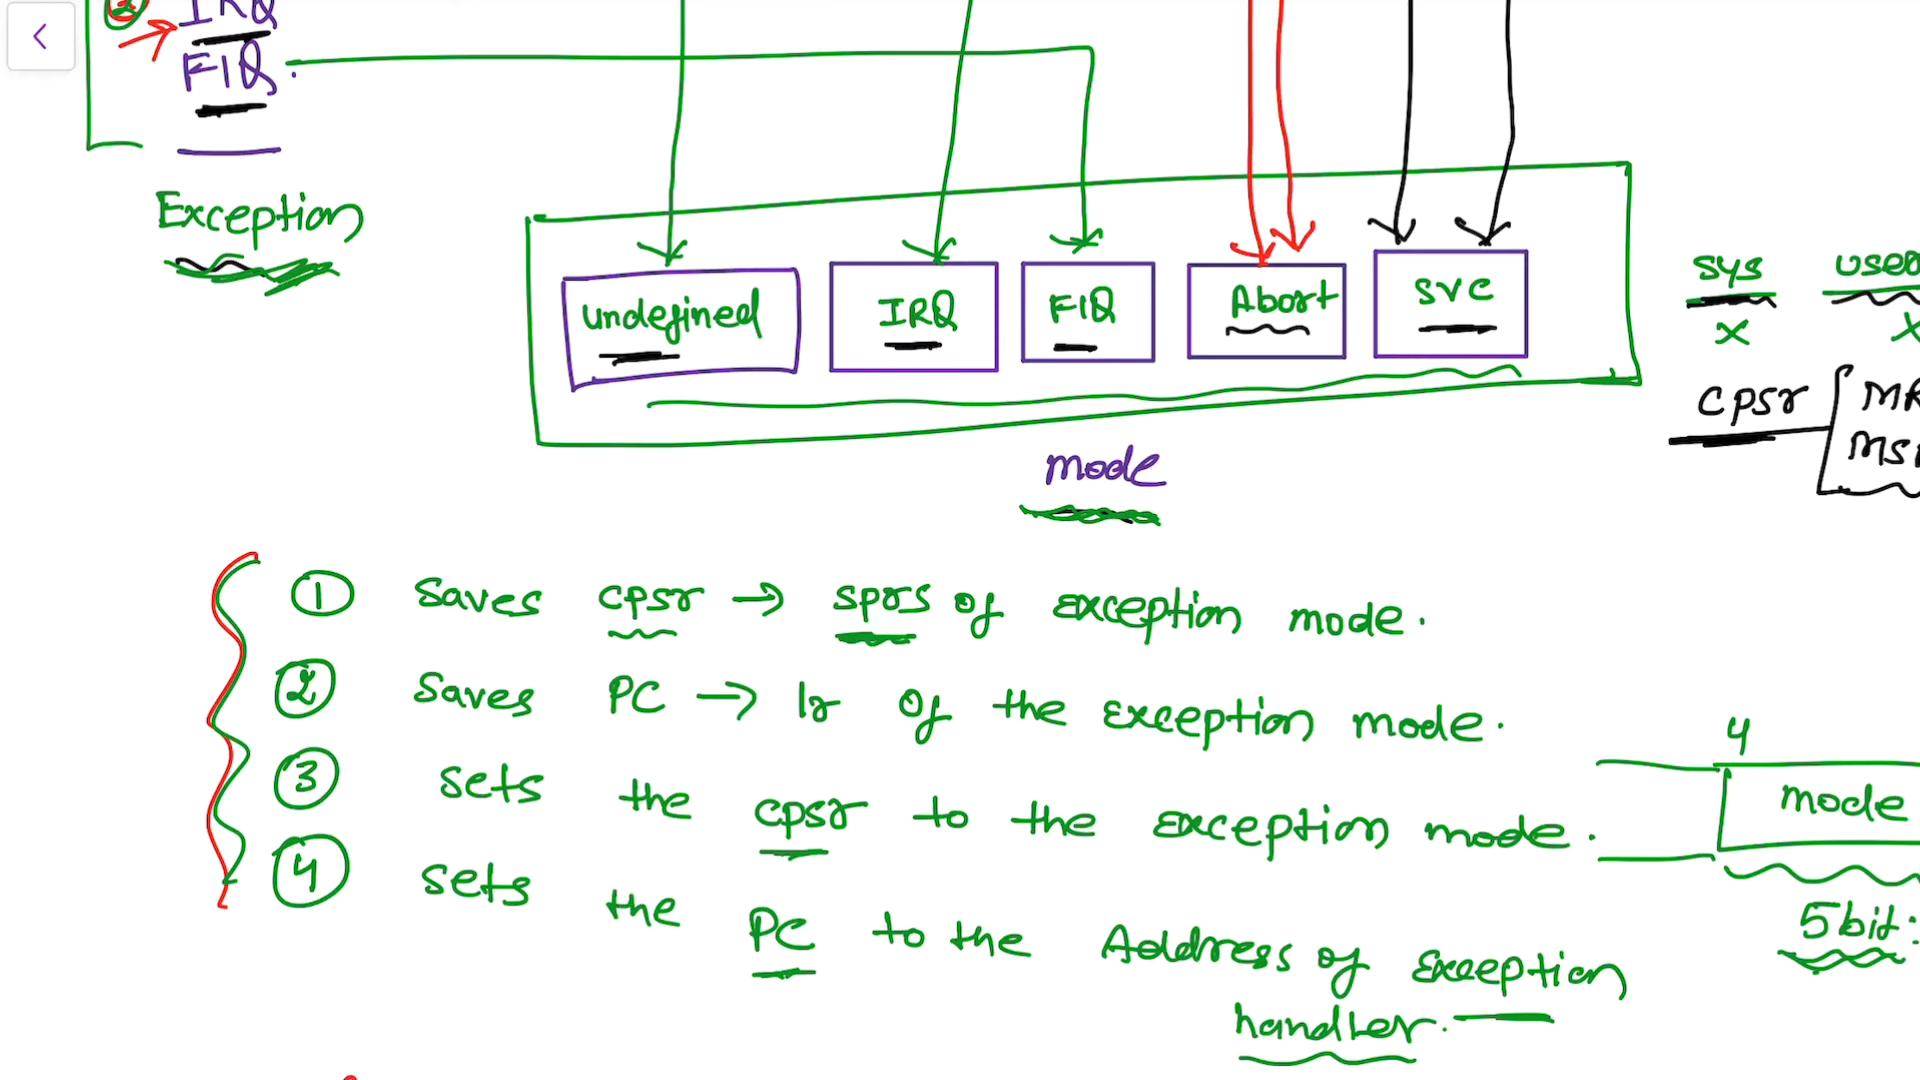 IRQ
FIQ.
Exception
undefined
IRQ
FIQ
Abort
svc
sys
x
x
cpsr
mode
① Saves cpsr → sprs of exception mode.
② Saves PC → lr of the exception mode.
③ sets the cpsr to the exception mode.
④ sets the PC to the Address of exception
handler.
4
mode
5bit: